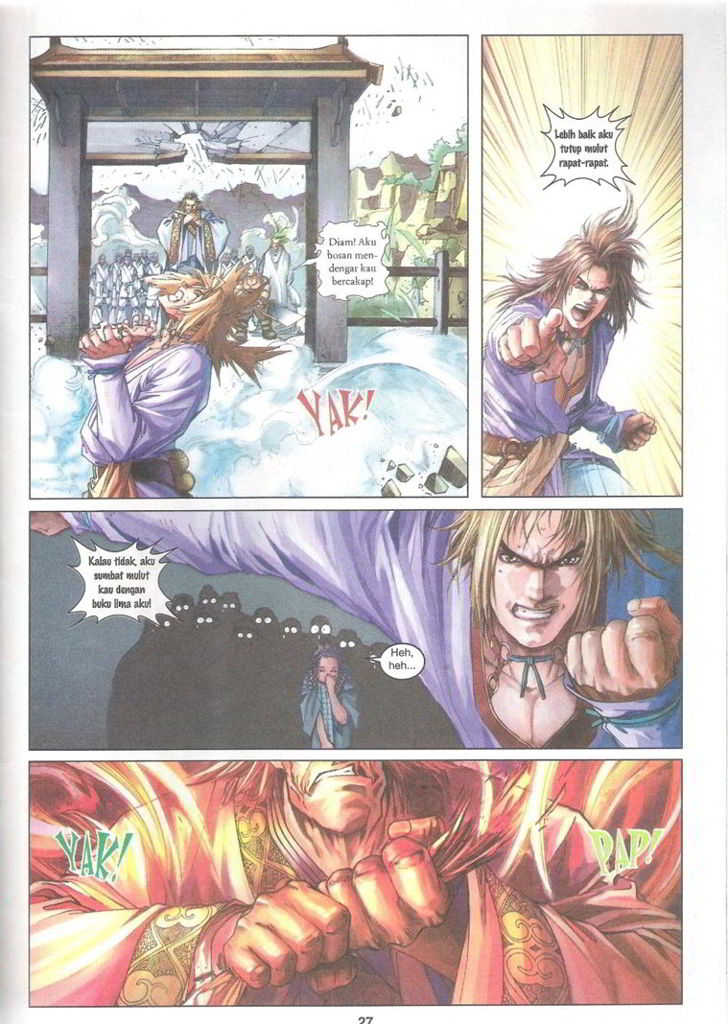 Diam! Aku
bosan men-
dengar kau
bercakap!
YAK!
Lebih baik aku
tutup mulut
rapat-rapat.
Kalau tidak, aku
sumbat mulut
kau dengan
buku lima aku!
Heh,
heh...
YAK!
PAP!
27